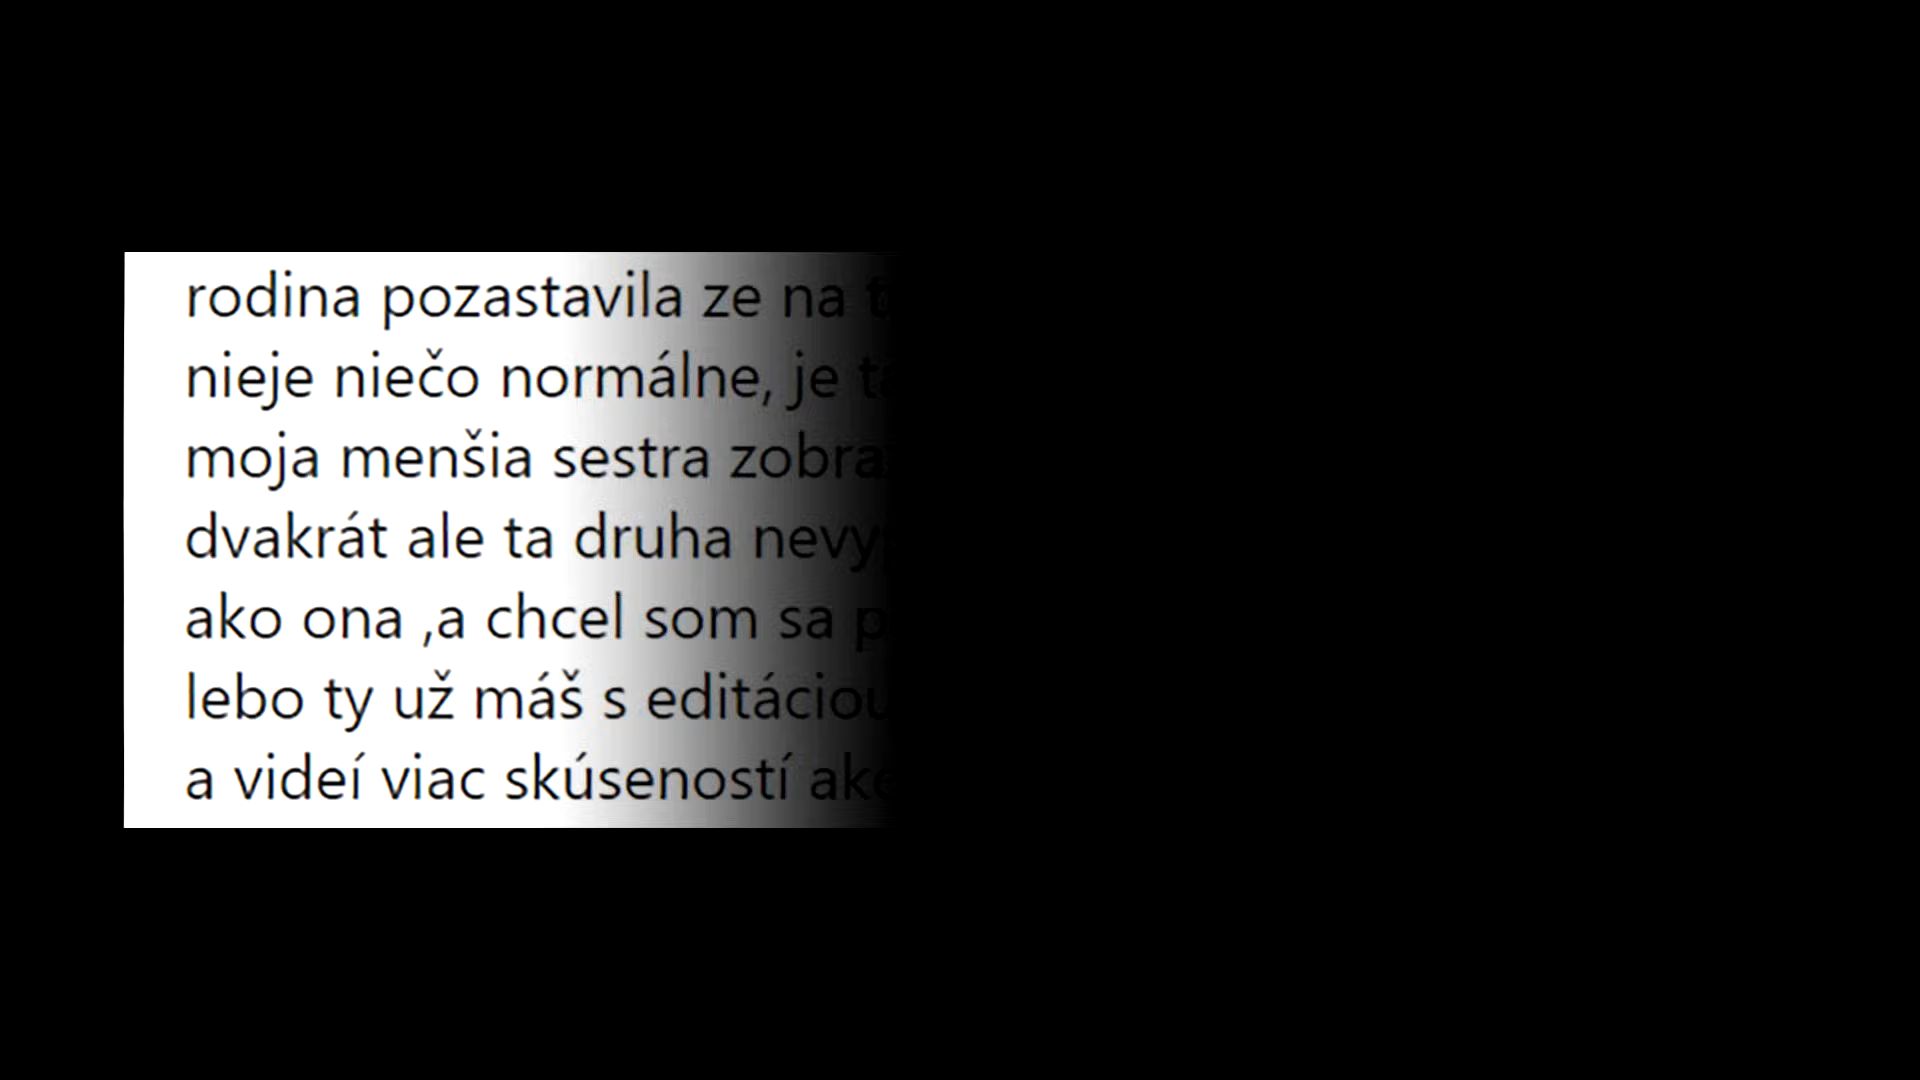 rodina pozastavila ze na
nieje niečo normálne, je
moja menšia sestra
dvakrát ale ta druha
ako ona ,a chcel som sa
lebo ty už máš s editáciou
a videí viac skúseností